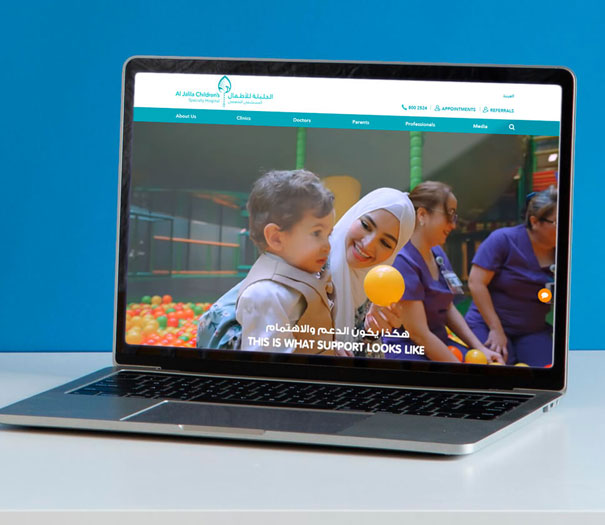 Al Jalila Children's
Specialty Hospital
الجليلة للأطفال
المستشفى التخصصي
العربية
800 2524
APPOINTMENTS
REFERRALS
About Us
Clinics
Doctors
Parents
Professionals
Media
هكذا يكون الدعم والاهتمام
THIS IS WHAT SUPPORT LOOKS LIKE